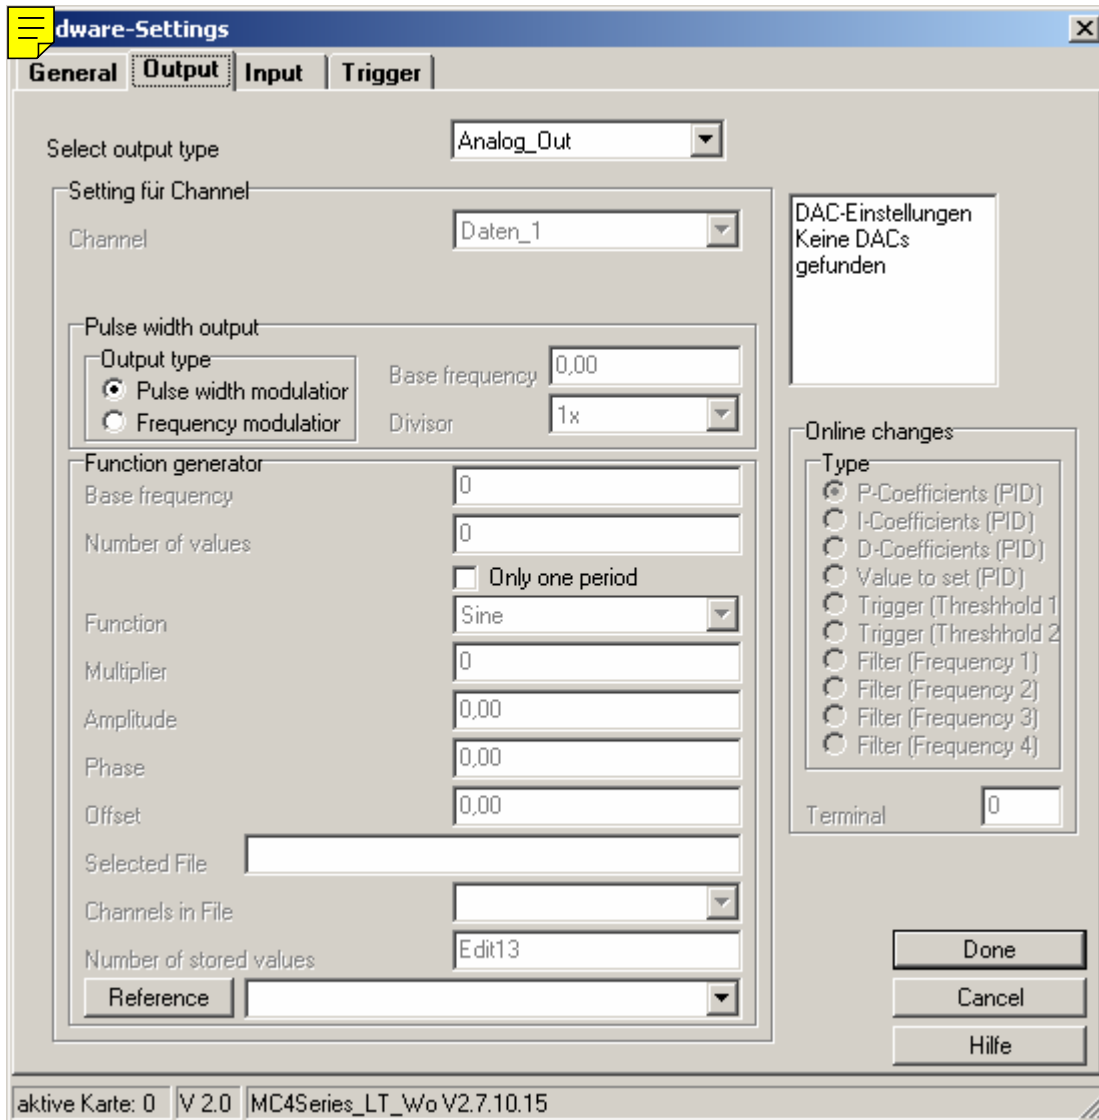 dware-Settings
General Output Input Trigger
Select output type Analog_Out
Setting für Channel
Channel Daten_1
DAC-Einstellungen
Keine DACs
gefunden
Pulse width output
Output type
Pulse width modulatior
Frequency modulatior
Base frequency 0,00
Divisor 1x
Function generator
Base frequency 0
Number of values 0
Only one period
Function Sine
Multiplier 0
Amplitude 0,00
Phase 0,00
Offset 0,00
Selected File
Channels in File
Number of stored values Edit13
Reference
Online changes
Type
P-Coefficients (PID)
I-Coefficients (PID)
D-Coefficients (PID)
Value to set (PID)
Trigger (Threshhold 1
Trigger (Threshhold 2
Filter (Frequency 1)
Filter (Frequency 2)
Filter (Frequency 3)
Filter (Frequency 4)
Terminal 0
Done
Cancel
Hilfe
aktive Karte: 0 V 2.0 MC4Series_LT_Wo V2.7.10.15